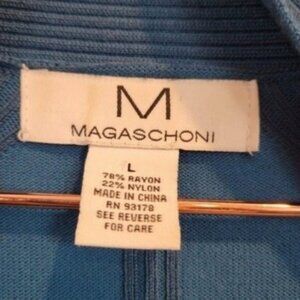 M
MAGASCHONI
L
78% RAYON
22% NYLON
MADE IN CHINA
RN 93178
SEE REVERSE
FOR CARE